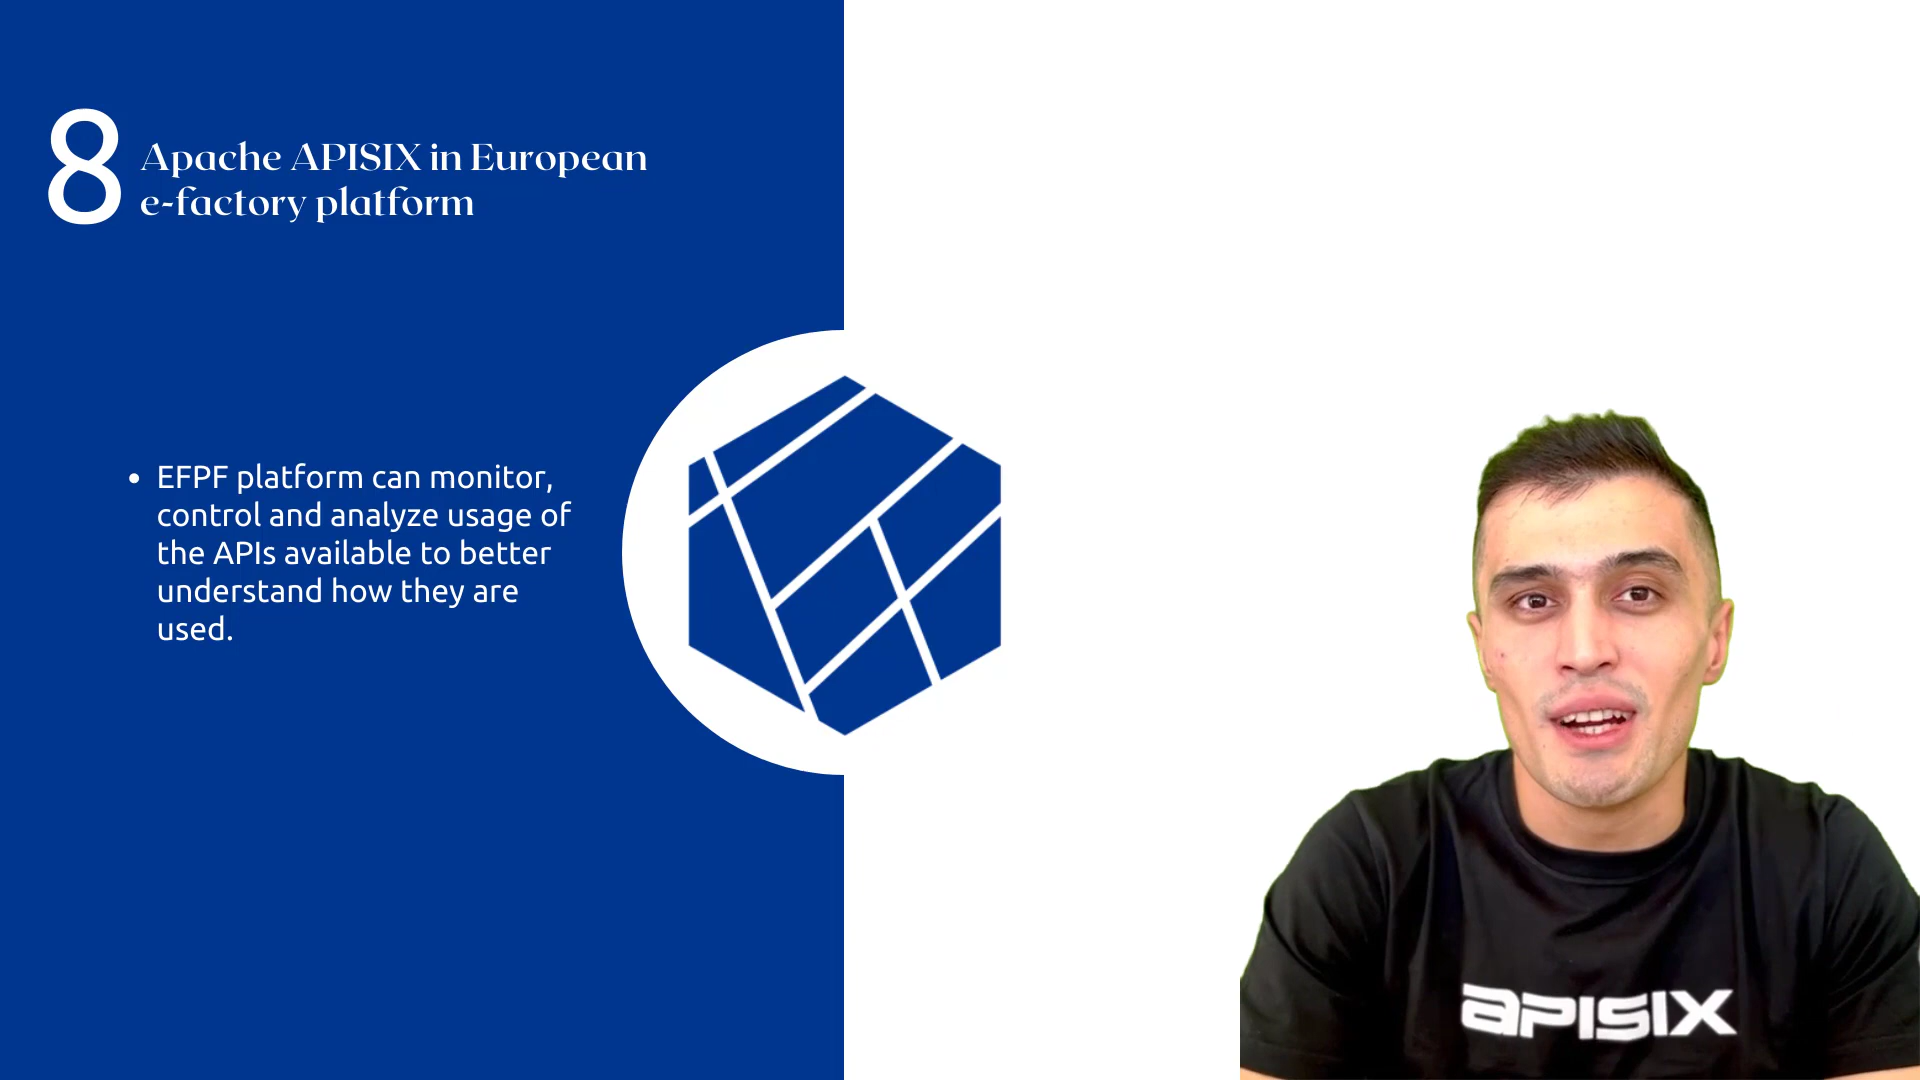 8
Apache APISIX in European
e-factory platform
• EFPF platform can monitor,
control and analyze usage of
the APIs available to better
understand how they are
used.
APISIX